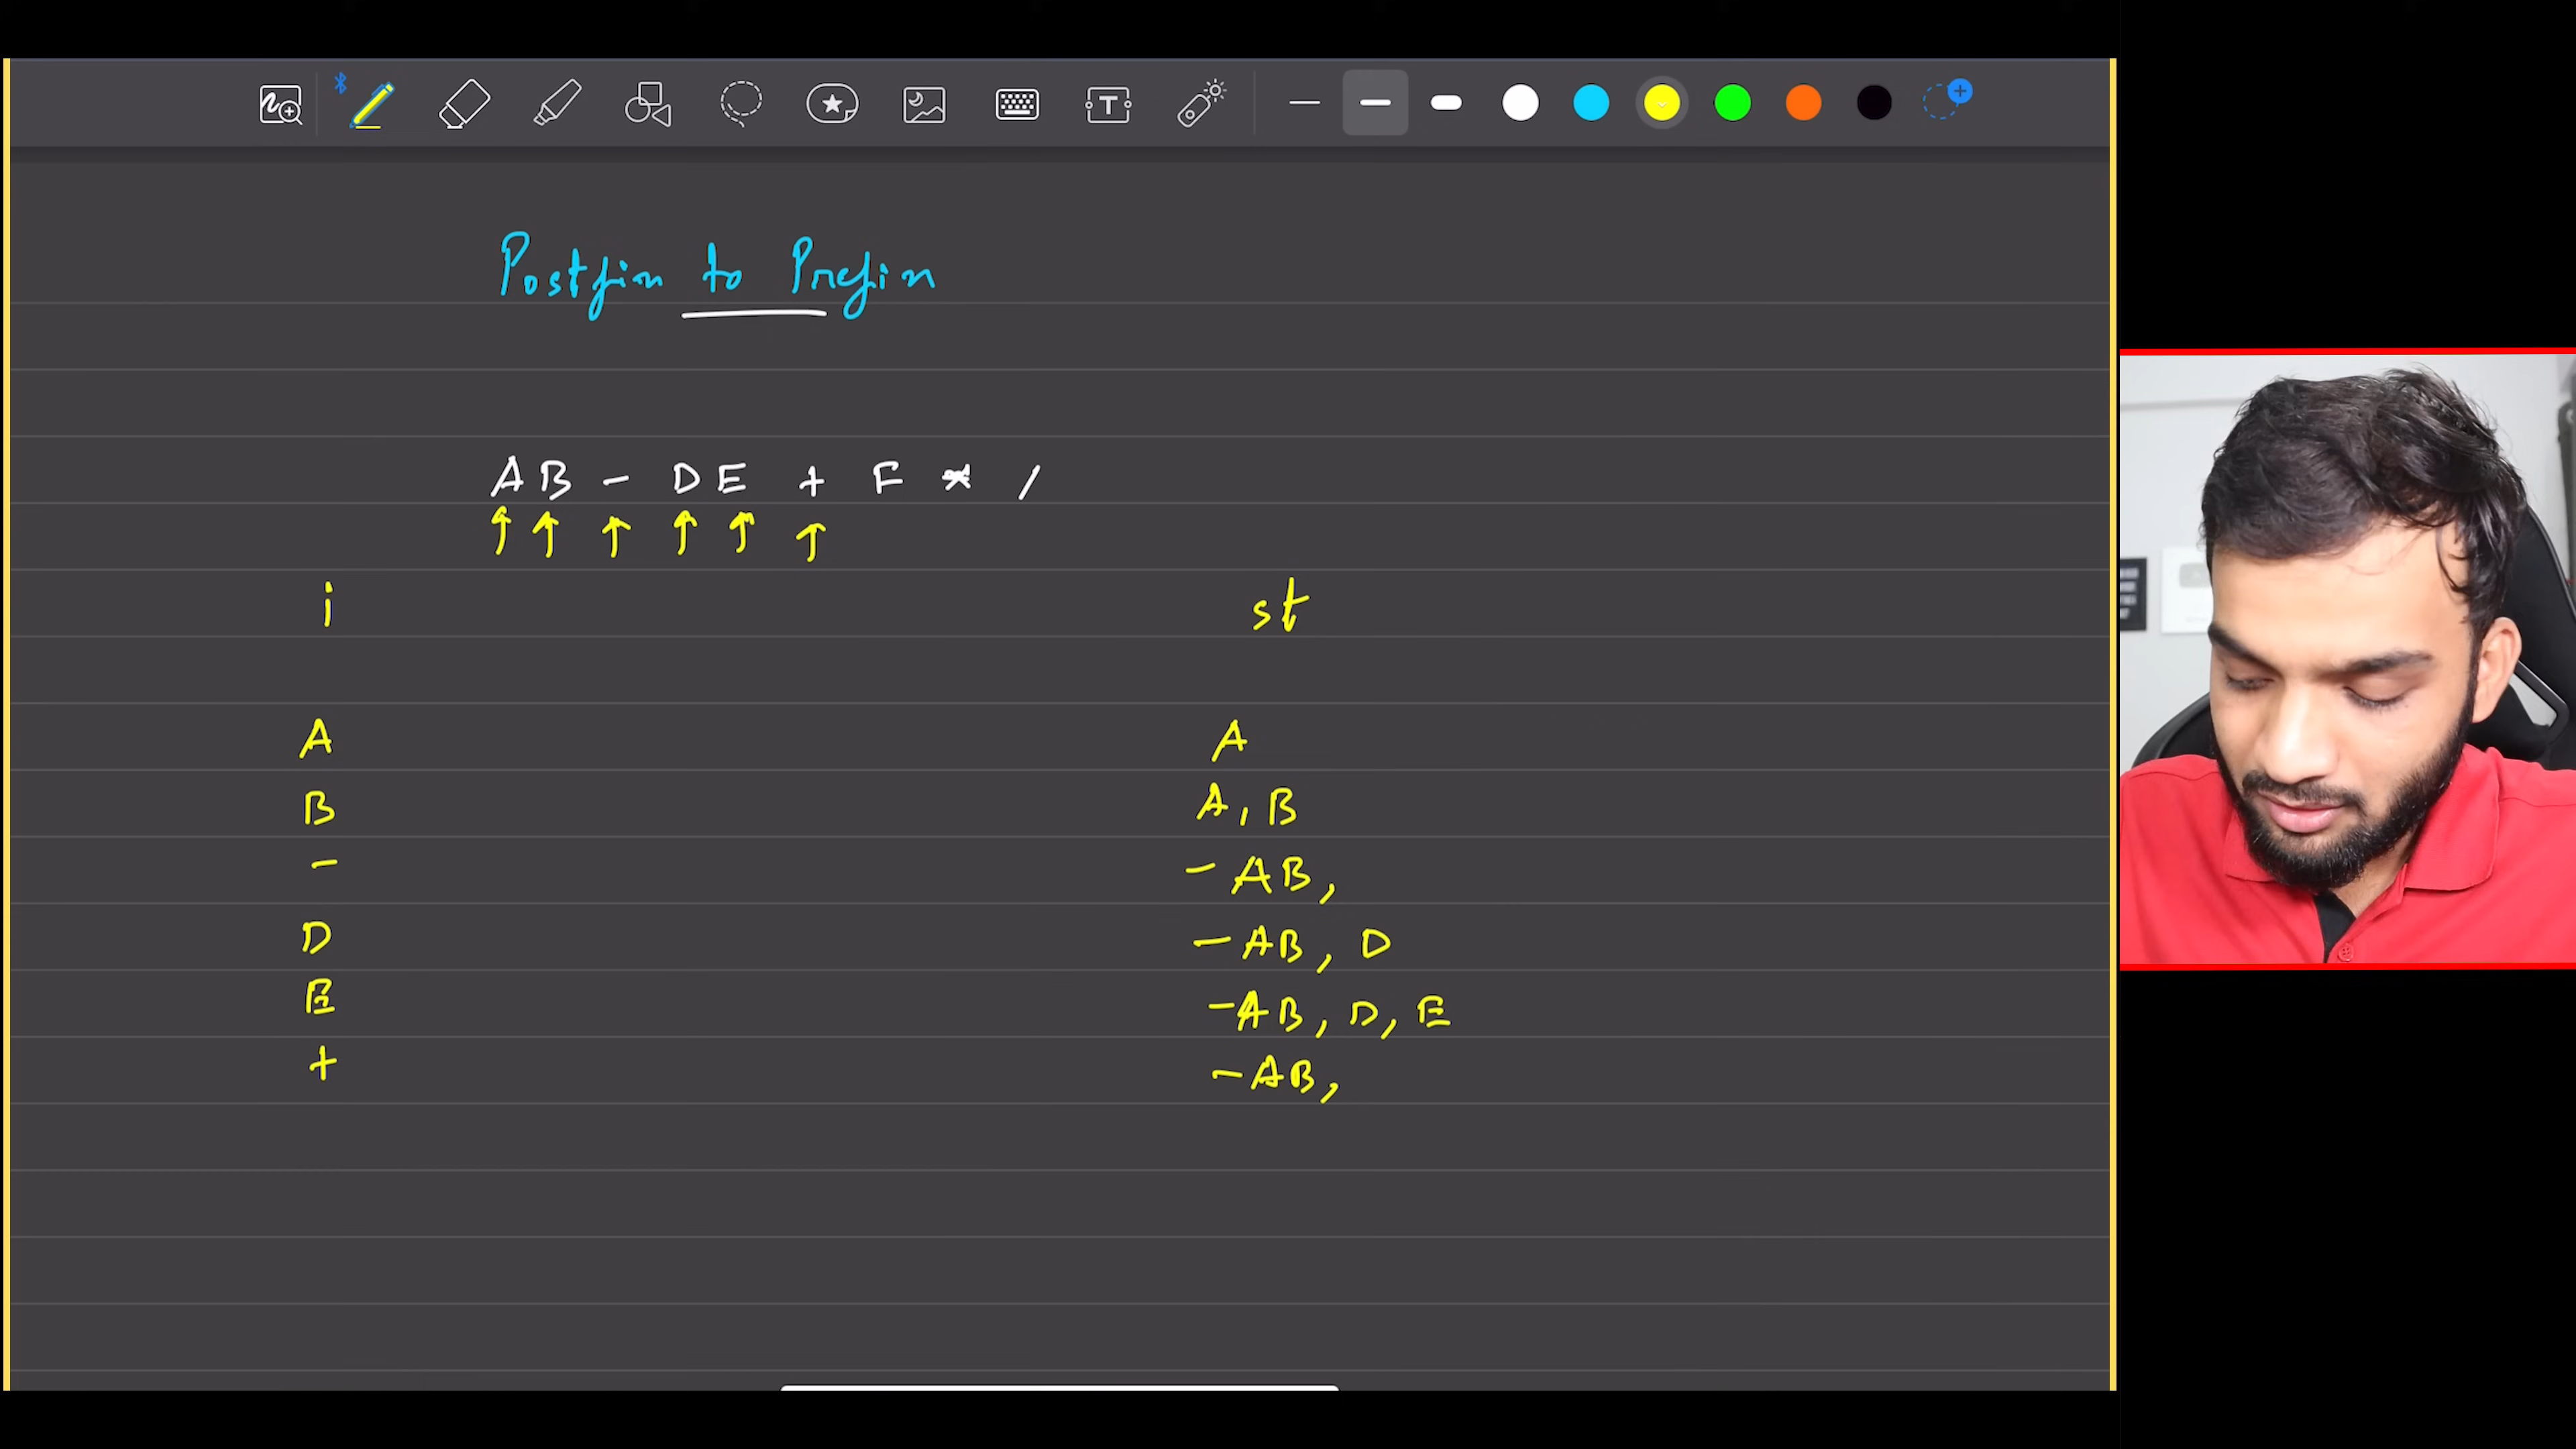 Postfix to Prefix
A B - D E + F * /
i st
A A
B A, B
- - A B,
D - A B, D
E - A B, D, E
+ - A B,